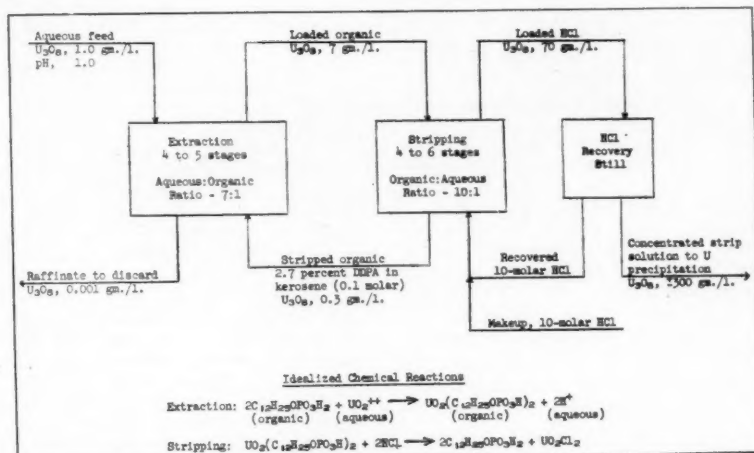 Aqueous feed
U3O8, 1.0 gm./l.
pH, 1.0
Loaded organic
U3O8, 7 gm./l.
Loaded HCl
U3O8, 70 gm./l.
Extraction
4 to 5 stages
Aqueous:Organic
Ratio - 7:1
Stripping
4 to 6 stages
Organic:Aqueous
Ratio - 10:1
HCl
Recovery
Still
Raffinate to discard
U3O8, 0.001 gm./l.
Stripped organic
2.7 percent DDPA in
kerosene (0.1 molar)
U3O8, 0.3 gm./l.
Recovered
10-molar HCl
Makeup, 10-molar HCl
Concentrated strip
solution to U
precipitation
U3O8, 300 gm./l.
Idealized Chemical Reactions
Extraction: 2C12H25OPO3H2 + UO2++ → UO2(C12H25OPO3H)2 + 2H+
(organic) (aqueous) (organic) (aqueous)
Stripping: UO2(C12H25OPO3H)2 + 2HCl → 2C12H25OPO3H2 + UO2Cl2